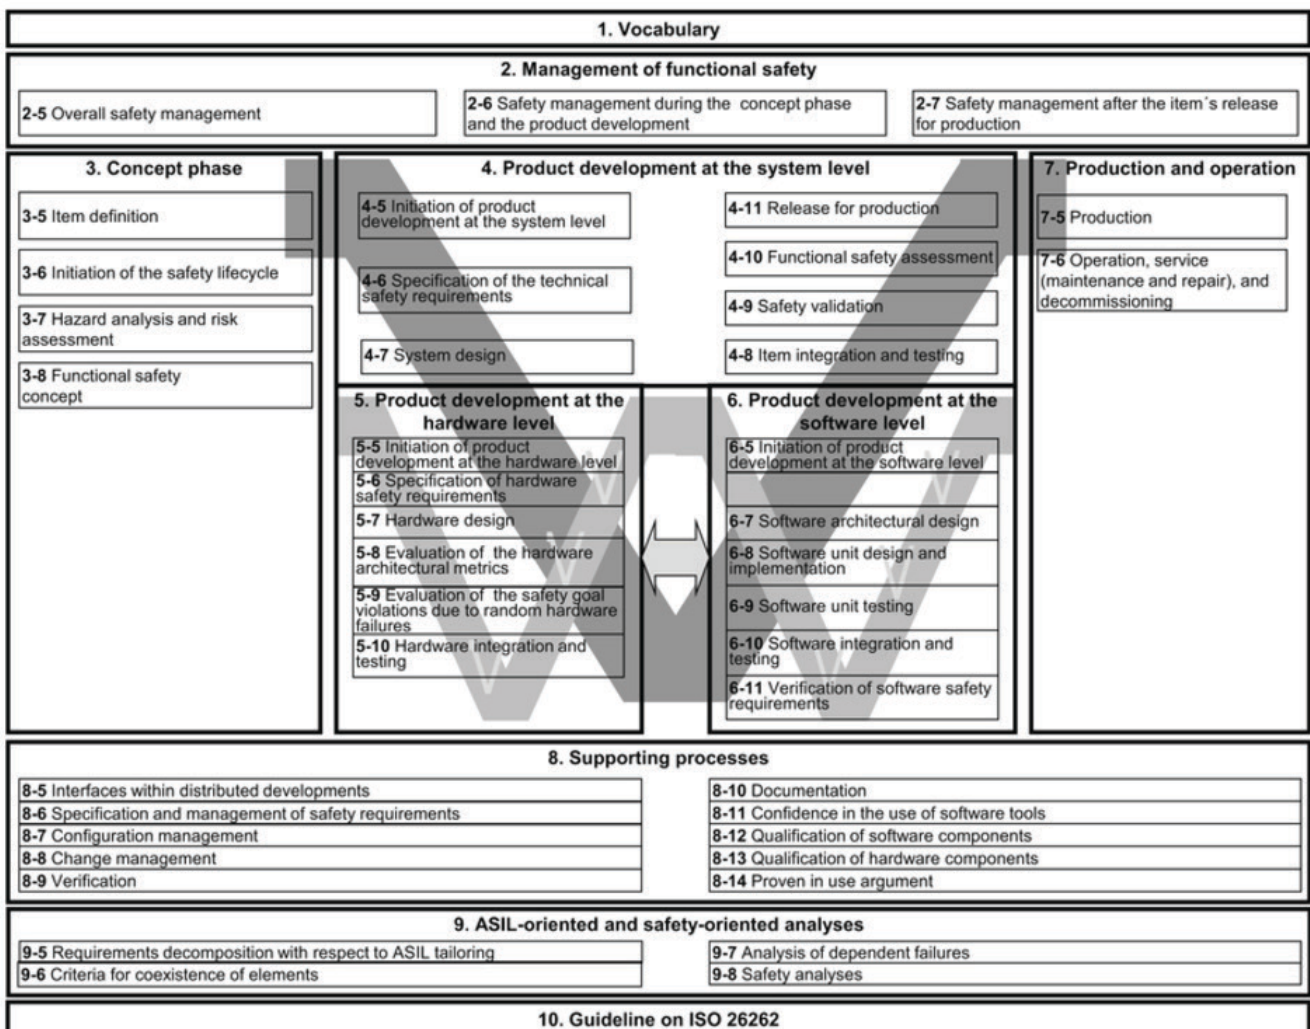 1. Vocabulary
2. Management of functional safety
2-5 Overall safety management
2-6 Safety management during the concept phase
and the product development
2-7 Safety management after the item´s release
for production
3. Concept phase
3-5 Item definition
3-6 Initiation of the safety lifecycle
3-7 Hazard analysis and risk
assessment
3-8 Functional safety
concept
4. Product development at the system level
4-5 Initiation of product
development at the system level
4-6 Specification of the technical
safety requirements
4-7 System design
4-11 Release for production
4-10 Functional safety assessment
4-9 Safety validation
4-8 Item integration and testing
7. Production and operation
7-5 Production
7-6 Operation, service
(maintenance and repair), and
decommissioning
5. Product development at the
hardware level
5-5 Initiation of product
development at the hardware level
5-6 Specification of hardware
safety requirements
5-7 Hardware design
5-8 Evaluation of the hardware
architectural metrics
5-9 Evaluation of the safety goal
violations due to random hardware
failures
5-10 Hardware integration and
testing
6. Product development at the
software level
6-5 Initiation of product
development at the software level
6-7 Software architectural design
6-8 Software unit design and
implementation
6-9 Software unit testing
6-10 Software integration and
testing
6-11 Verification of software safety
requirements
8. Supporting processes
8-5 Interfaces within distributed developments
8-6 Specification and management of safety requirements
8-7 Configuration management
8-8 Change management
8-9 Verification
8-10 Documentation
8-11 Confidence in the use of software tools
8-12 Qualification of software components
8-13 Qualification of hardware components
8-14 Proven in use argument
9. ASIL-oriented and safety-oriented analyses
9-5 Requirements decomposition with respect to ASIL tailoring
9-6 Criteria for coexistence of elements
9-7 Analysis of dependent failures
9-8 Safety analyses
10. Guideline on ISO 26262